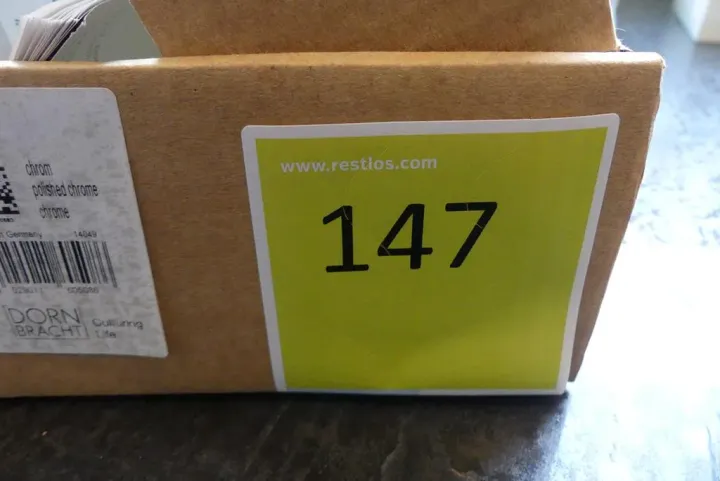 chrom
polished chrome
chrome
Germany 14049
DORN
BRACHT
Culturing
Life
www.restlos.com
147